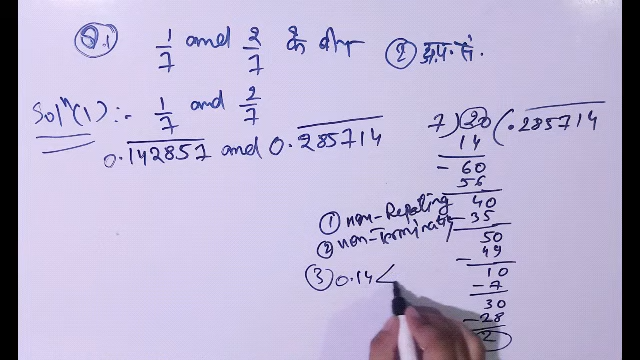 Q.1 1/7 and 2/7 के बीच 2 अ.प.सं.
Solⁿ(1):- 1/7 and 2/7
0.142857 and 0.285714
7 ) 20 ( .285714
14
- 60
56
40
- 35
50
- 49
10
- 7
30
- 28
2
① non-Repating
② non-Terminate
③ 0.14<